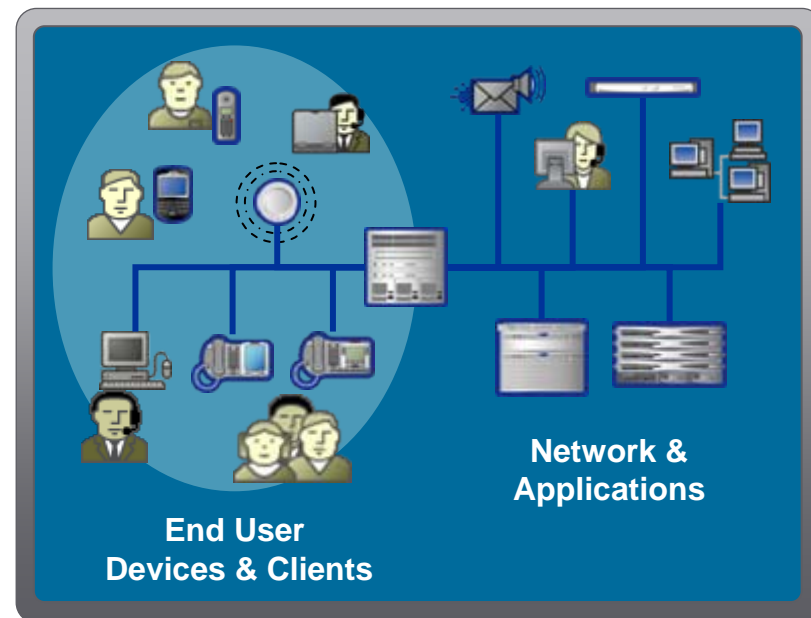 Network &
Applications
End User
Devices & Clients